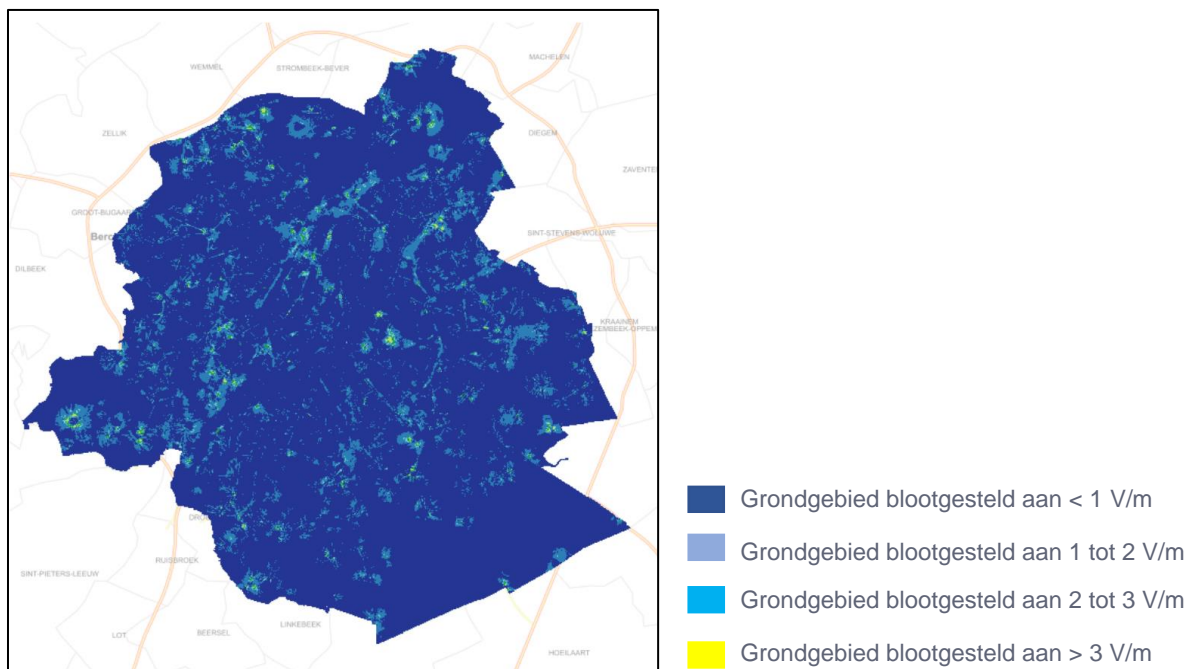 WEMMEL
STROMBEEK-BEVER
MACHELEN
ZELLIK
DIEGEM
ZAVENTE
GROOT-BIJGAAR
Berc
SINT-STEVENS-WOLUWE
DILBEEK
KRAAINEM
ZEMBEEK-OPPEM
Grondgebied blootgesteld aan < 1 V/m
DRO
Grondgebied blootgesteld aan 1 tot 2 V/m
RUISBROEK
SINT-PIETERS-LEEUW
Grondgebied blootgesteld aan 2 tot 3 V/m
LINKEBEEK
LOT
BEERSEL
HOEILAART
Grondgebied blootgesteld aan > 3 V/m